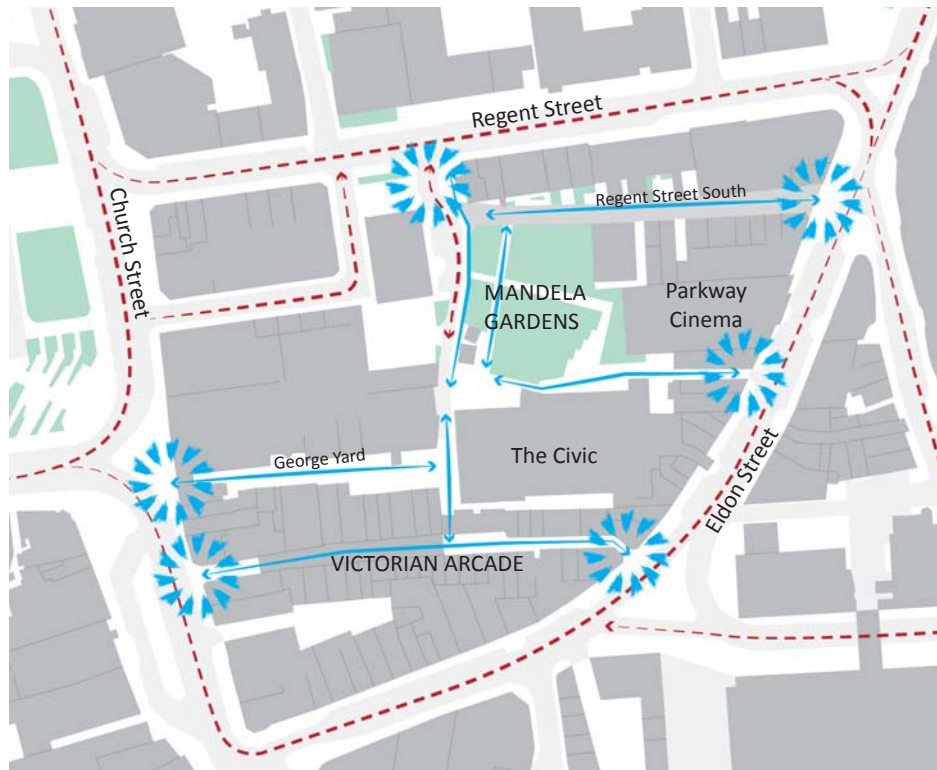 Regent Street
Church Street
Regent Street South
MANDELA
GARDENS
Parkway
Cinema
George Yard
The Civic
Eldon Street
VICTORIAN ARCADE